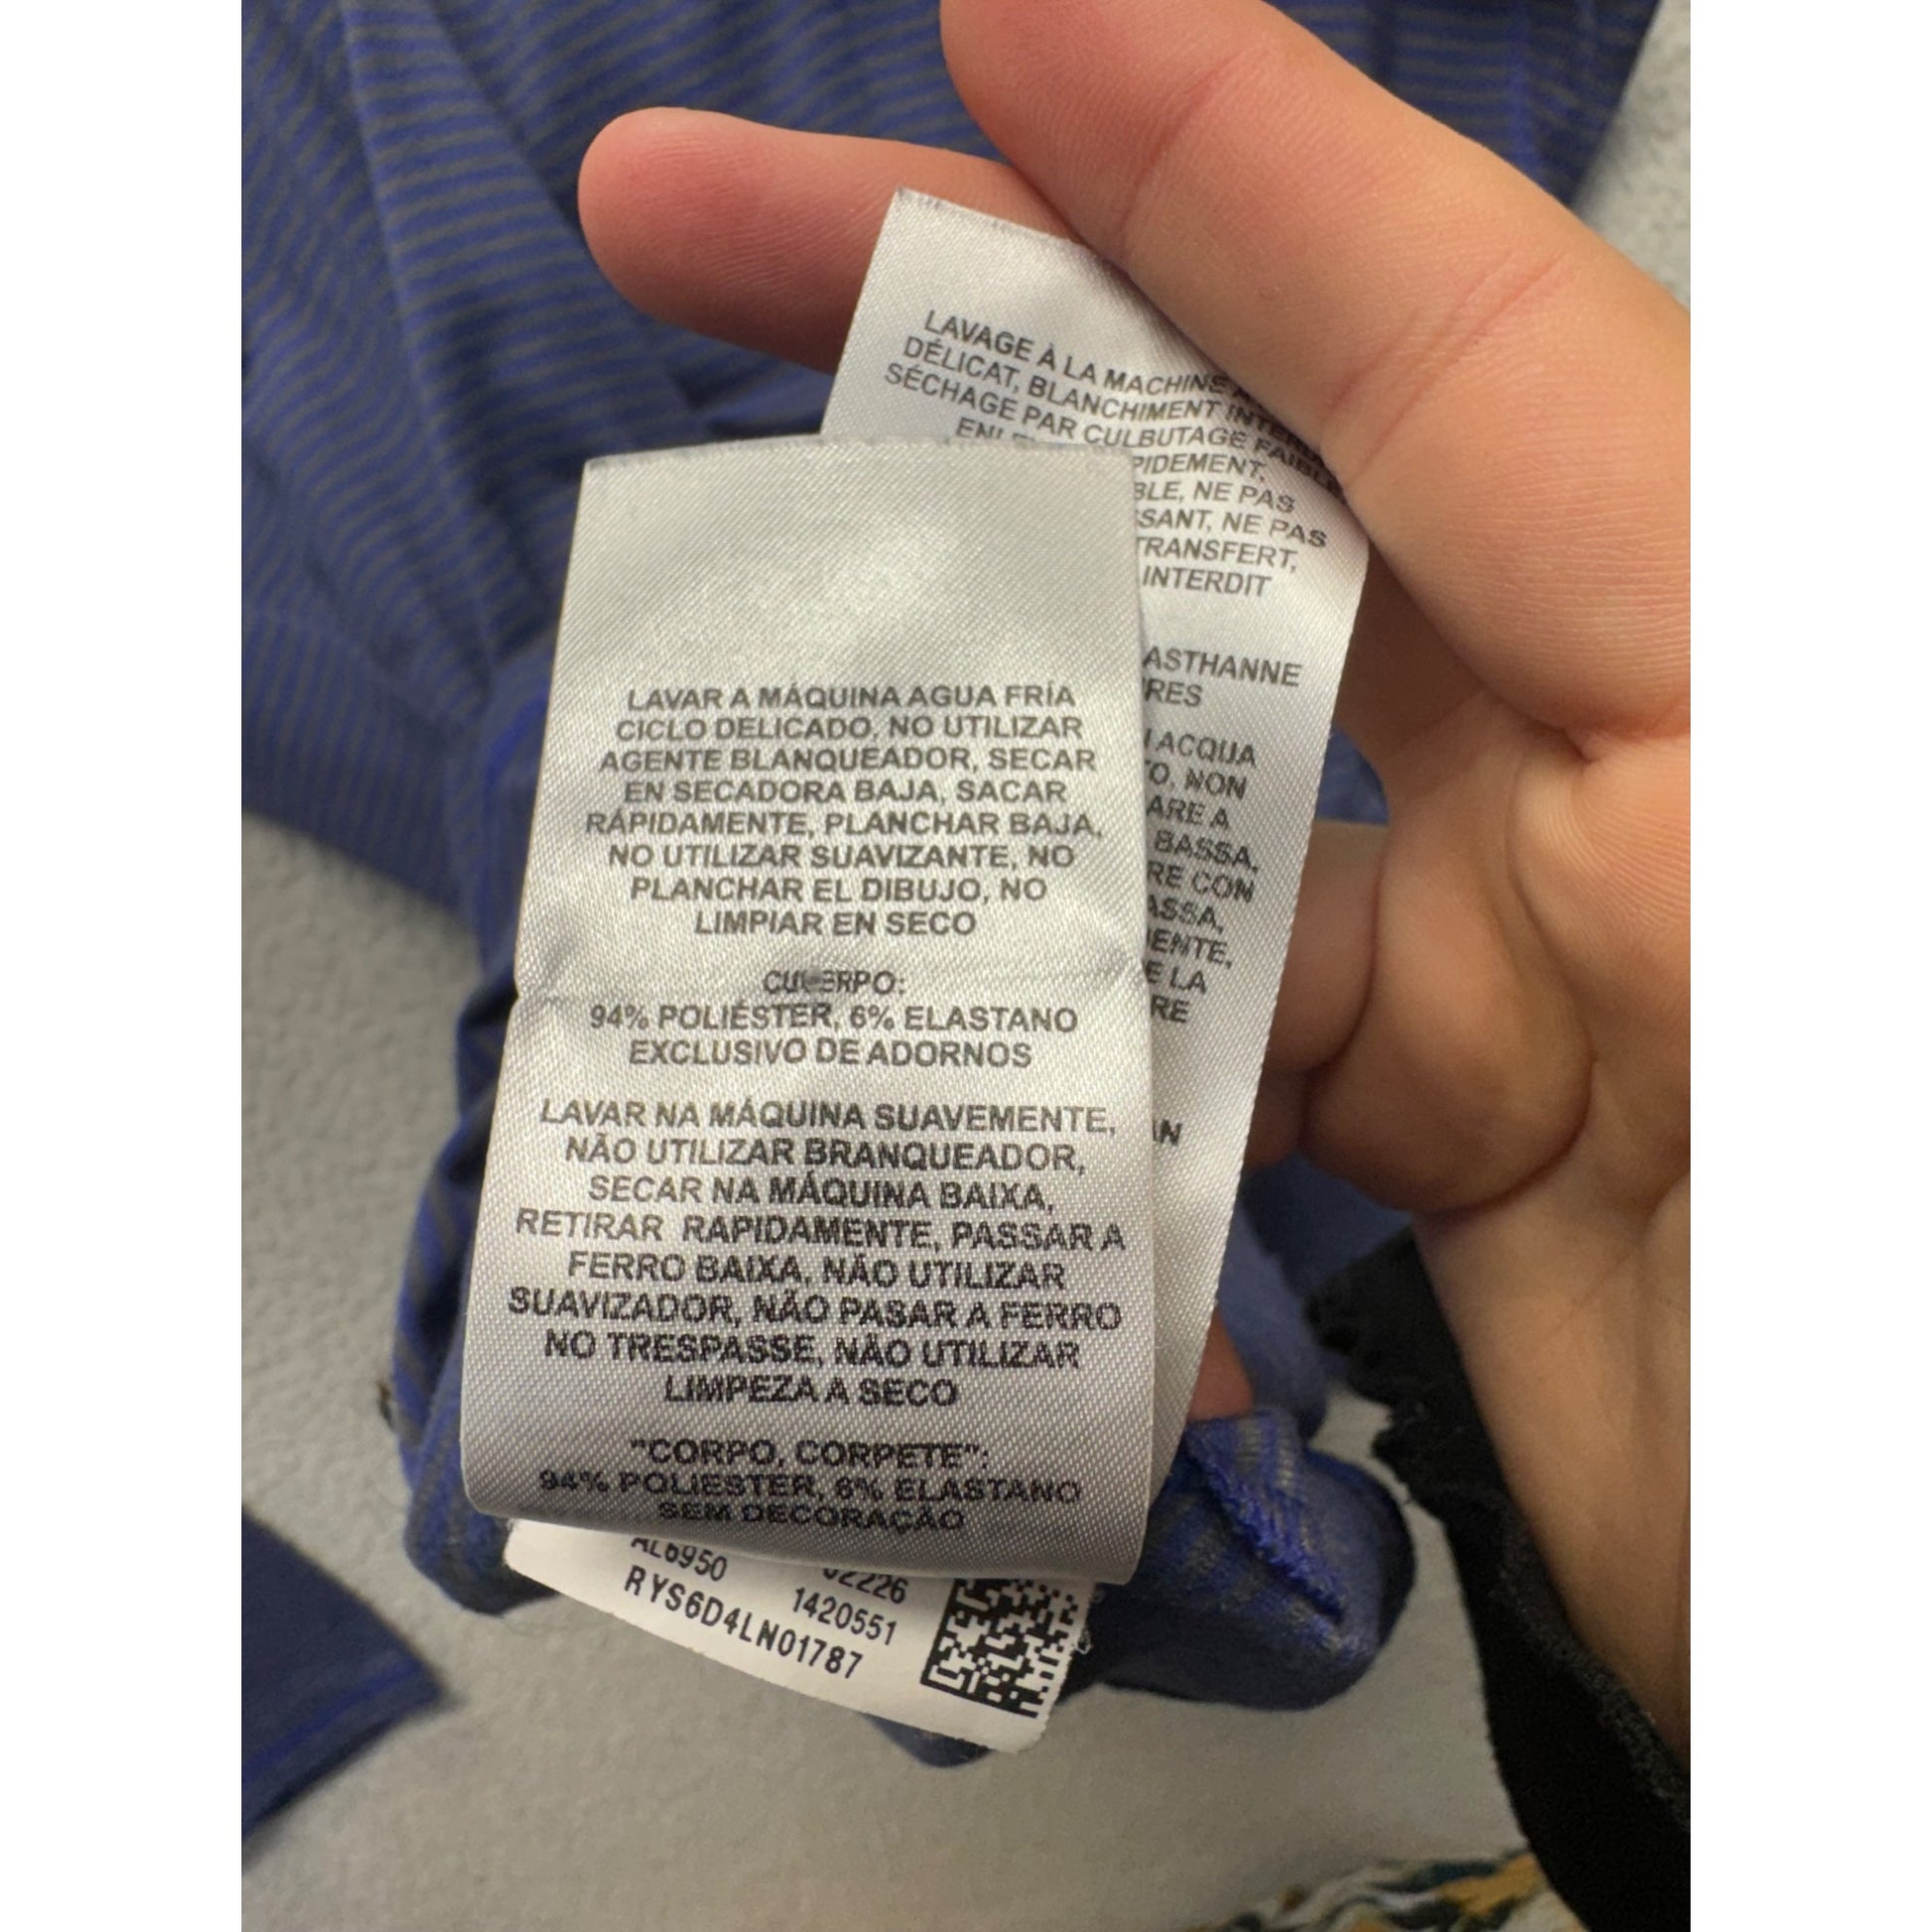 LAVAGE À LA MACHINE
DÉLICAT, BLANCHIMENT
SÉCHAGE PAR CULBUTAGE FAIBLE
PIDEMENT,
BLE, NE PAS
SSANT, NE PAS
TRANSFERT,
INTERDIT
ASTHANNE
RES
ACQUA
O. NON
ARE A
BASSA,
RE CON
ASSA,
ENTE,
E LA
RE
AN
LAVAR A MÁQUINA AGUA FRÍA
CICLO DELICADO, NO UTILIZAR
AGENTE BLANQUEADOR, SECAR
EN SECADORA BAJA, SACAR
RÁPIDAMENTE, PLANCHAR BAJA,
NO UTILIZAR SUAVIZANTE, NO
PLANCHAR EL DIBUJO, NO
LIMPIAR EN SECO
CUERPO:
94% POLIÉSTER, 6% ELASTANO
EXCLUSIVO DE ADORNOS
LAVAR NA MÁQUINA SUAVEMENTE,
NÃO UTILIZAR BRANQUEADOR,
SECAR NA MÁQUINA BAIXA,
RETIRAR RAPIDAMENTE, PASSAR A
FERRO BAIXA, NÃO UTILIZAR
SUAVIZADOR, NÃO PASAR A FERRO
NO TRESPASSE, NÃO UTILIZAR
LIMPEZA A SECO
"CORPO, CORPETE":
94% POLIESTER, 6% ELASTANO
SEM DECORAÇÃO
AL6950 02226
1420551
RYS6D4LN01787